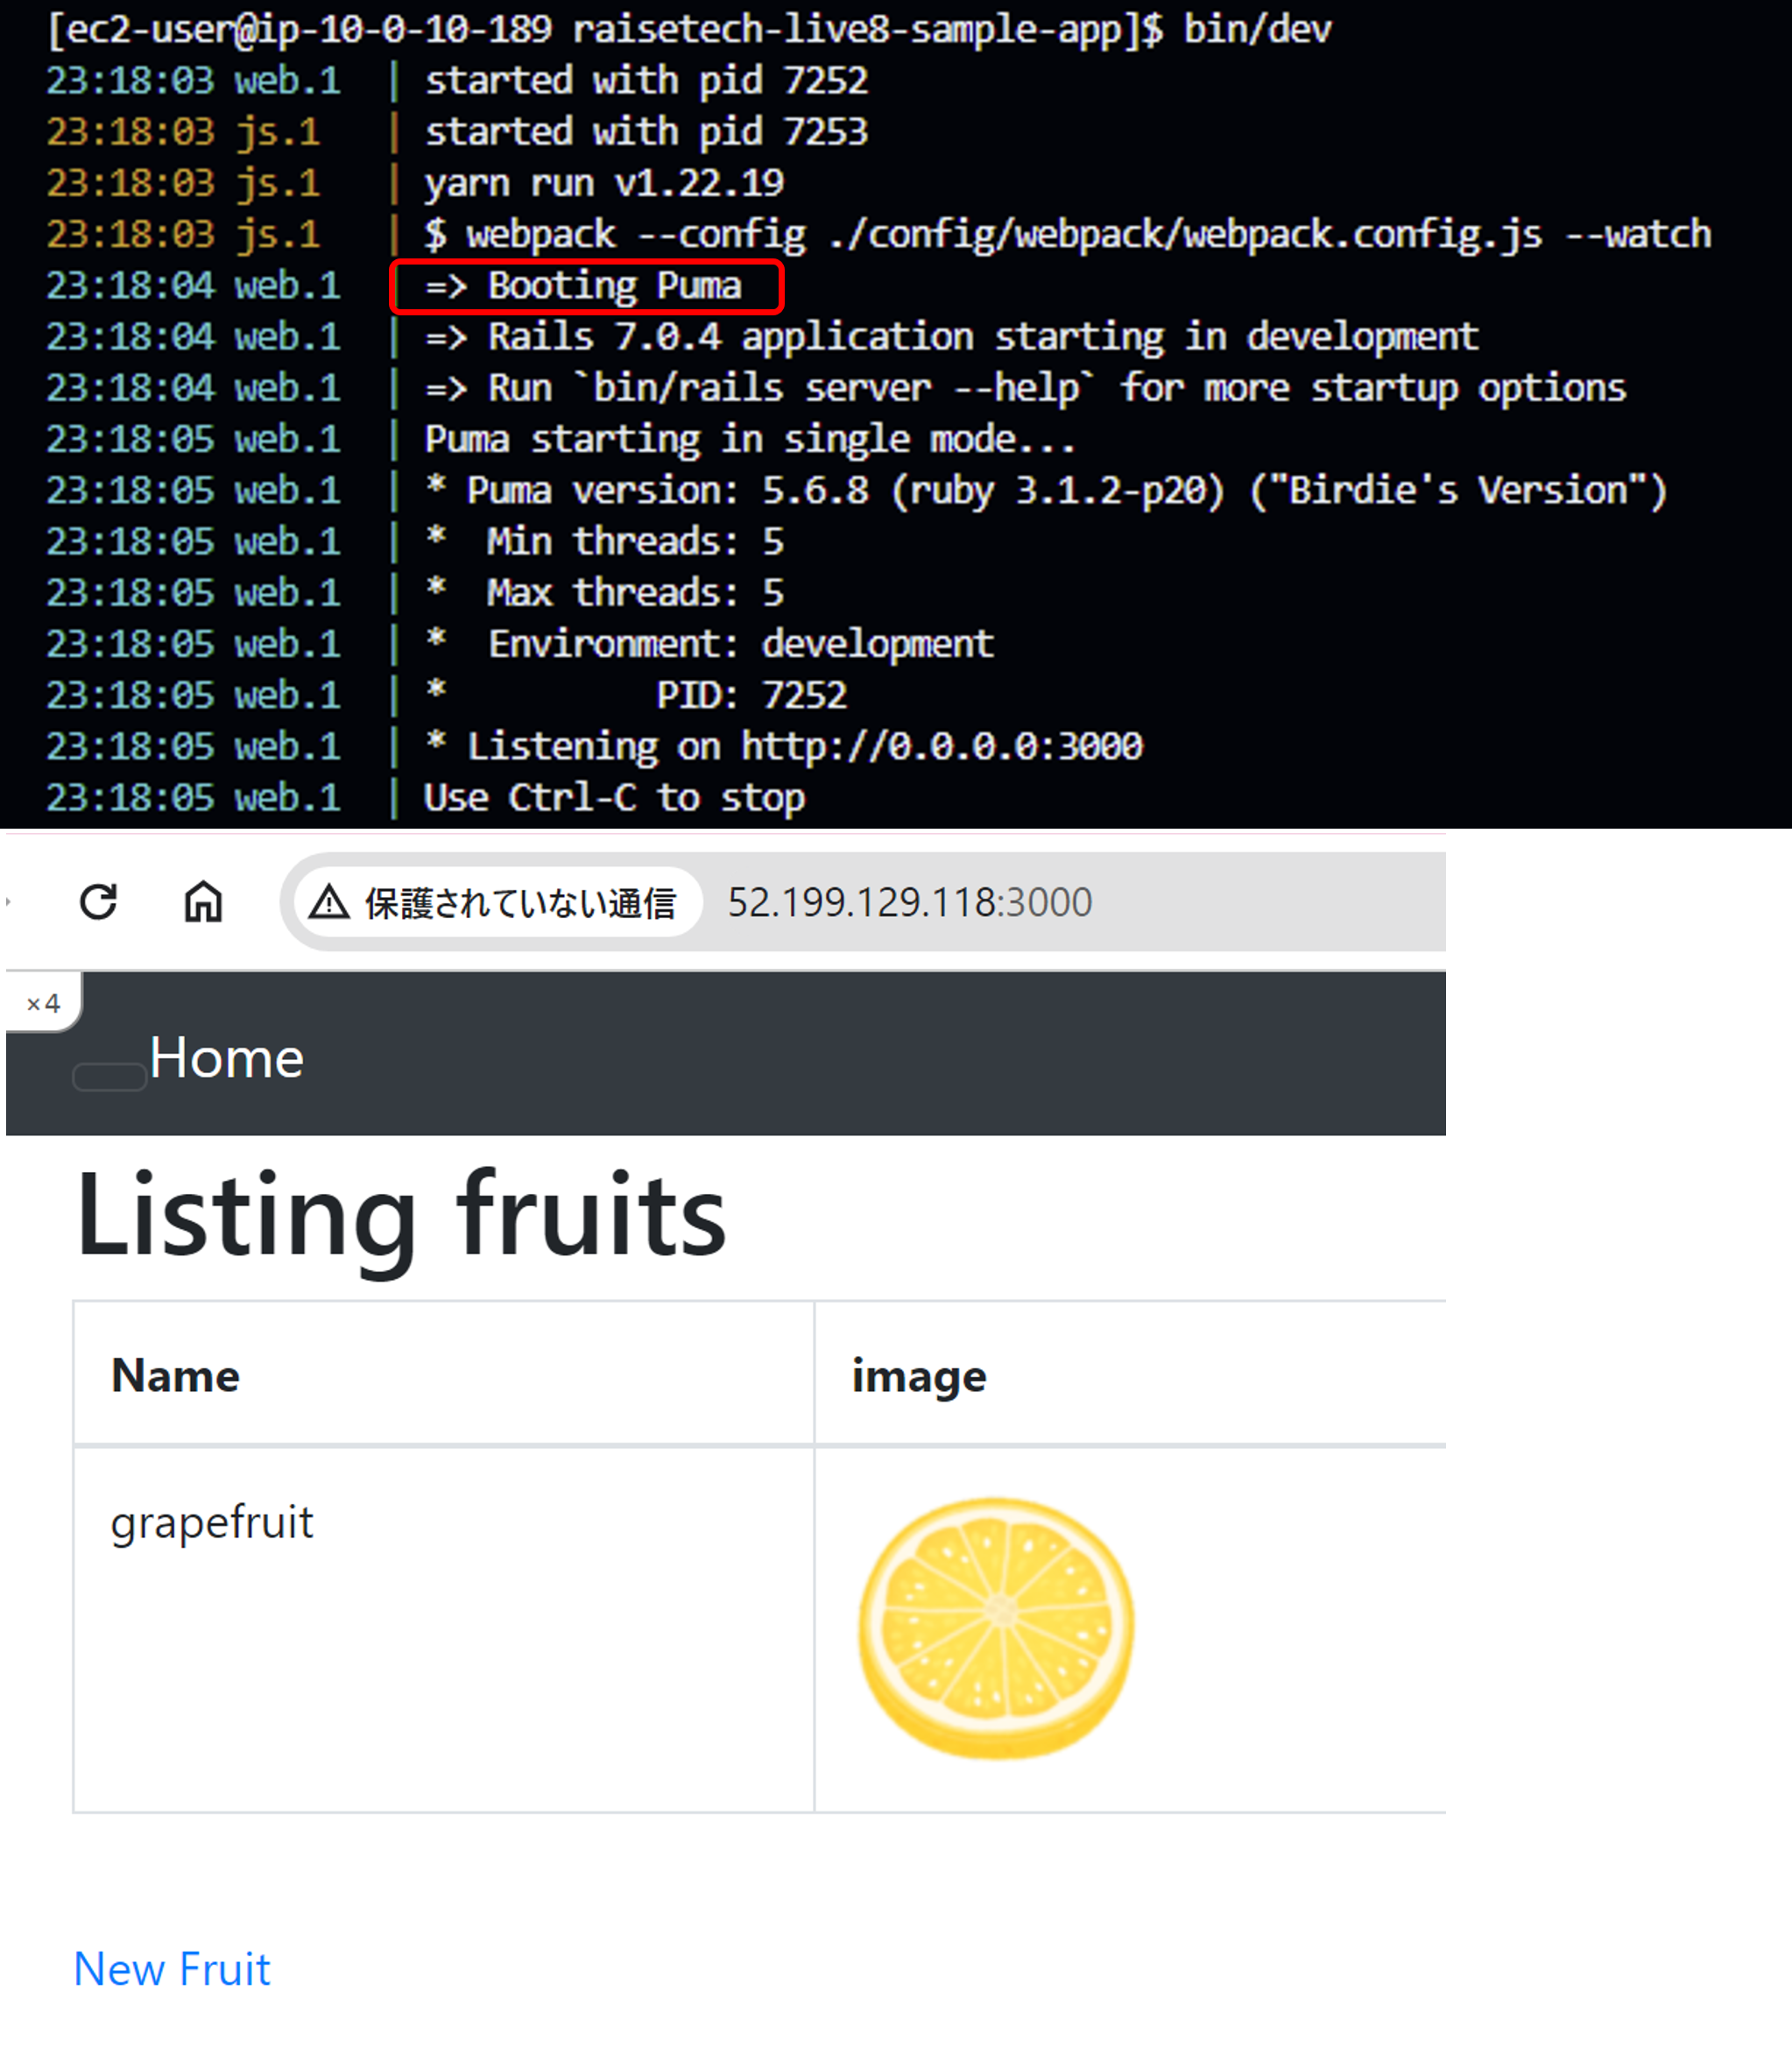 [ec2-user@ip-10-0-10-189 raisetech-live8-sample-app]$ bin/dev
23:18:03 web.1  | started with pid 7252
23:18:03 js.1   | started with pid 7253
23:18:03 js.1   | yarn run v1.22.19
23:18:03 js.1   | $ webpack --config ./config/webpack/webpack.config.js --watch
23:18:04 web.1  | => Booting Puma
23:18:04 web.1  | => Rails 7.0.4 application starting in development
23:18:04 web.1  | => Run `bin/rails server --help` for more startup options
23:18:05 web.1  | Puma starting in single mode...
23:18:05 web.1  | * Puma version: 5.6.8 (ruby 3.1.2-p20) ("Birdie's Version")
23:18:05 web.1  | *  Min threads: 5
23:18:05 web.1  | *  Max threads: 5
23:18:05 web.1  | *  Environment: development
23:18:05 web.1  | *          PID: 7252
23:18:05 web.1  | * Listening on http://0.0.0.0:3000
23:18:05 web.1  | Use Ctrl-C to stop
保護されていない通信 52.199.129.118:3000
×4
Home
Listing fruits
Name image
grapefruit
New Fruit